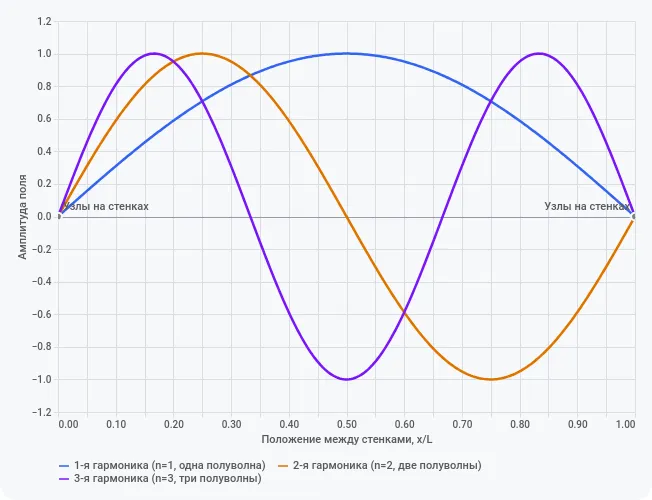 1.2
1.0
0.8
0.6
0.4
0.2
0.0
−0.2
−0.4
−0.6
−0.8
−1.0
−1.2
Амплитуда поля
Узлы на стенках
Узлы на стенках
0.00 0.10 0.20 0.30 0.40 0.50 0.60 0.70 0.80 0.90 1.00
Положение между стенками, x/L
1-я гармоника (n=1, одна полуволна) 2-я гармоника (n=2, две полуволны)
3-я гармоника (n=3, три полуволны)